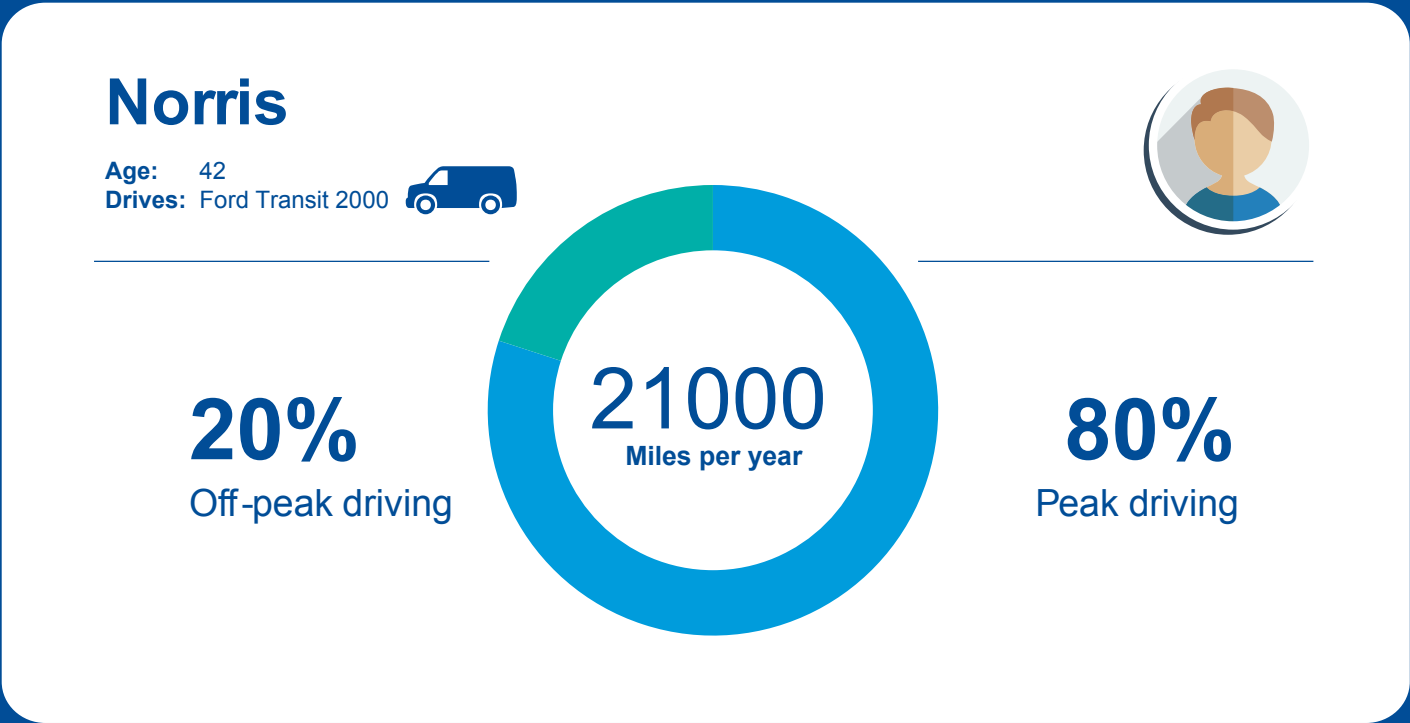 Norris
Age: 42
Drives: Ford Transit 2000
21000
Miles per year
20%
Off-peak driving
80%
Peak driving